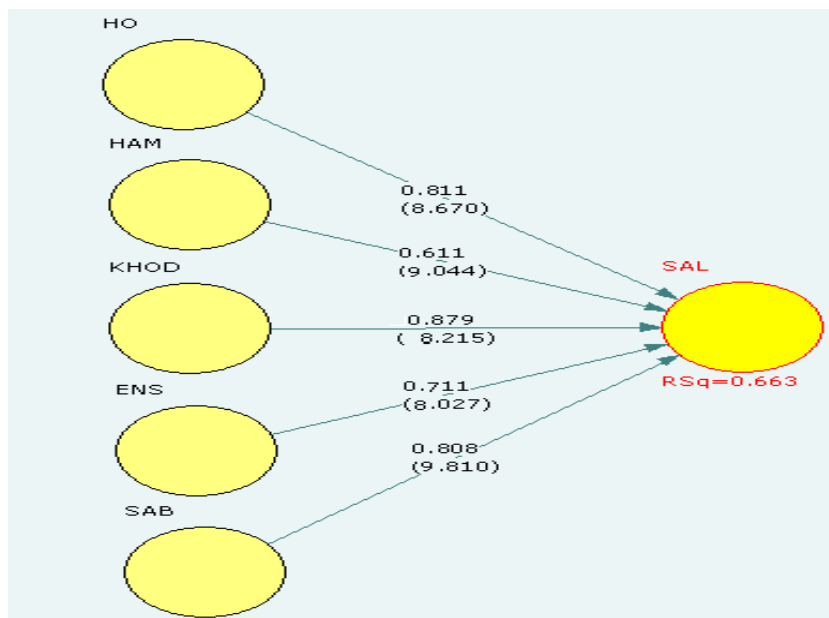 HO
HAM
0.811
(8.670)
0.611
(9.044)
KHOD
SAL
0.879
( 8.215)
RSq=0.663
ENS
0.711
(8.027)
0.808
(9.810)
SAB